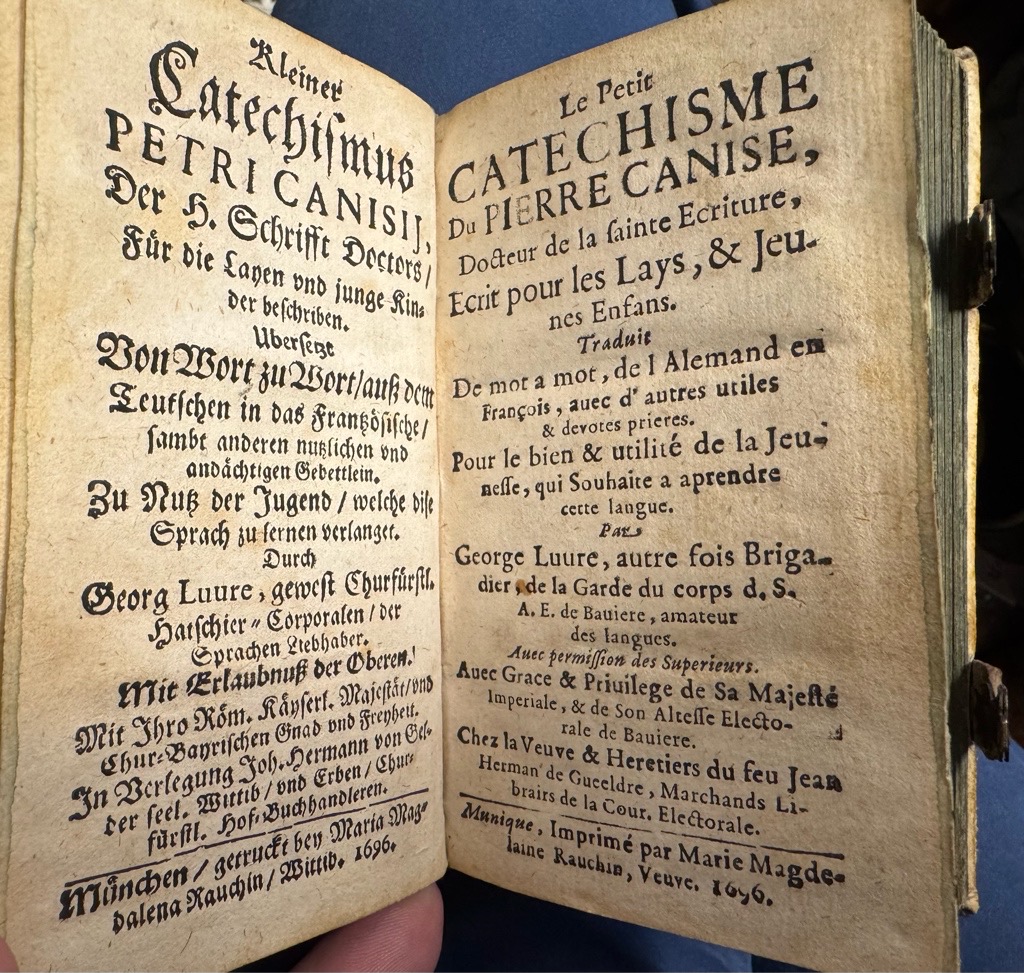 Kleiner
Catechiſmus
PETRI CANISIJ,
Der H. Schrifft Doctors/
Für die Layen vnd junge Kin⸗
der beſchriben.
Uberſetzt
Von Wort zu Wort/auß dem
Teutſchen in das Frantzöſiſche/
ſambt anderen nutzlichen vnd
andächtigen Gebettlein.
Zu Nutz der Jugend / welche diſe
Sprach zu lernen verlanget.
Durch
Georg Luure, geweſt Churfürſtl.
Hatſchier⸗Corporalen / der
Sprachen Liebhaber.
Mit Erlaubnuß der Oberen.
Mit Ihro Röm. Käyſerl. Majeſtät/vnd
Chur⸗Bayriſchen Gnad vnd Freyheit.
In Verlegung Joh. Hermann von Gel⸗
der ſeel. Wittib / vnd Erben / Chur⸗
fürſtl. Hof⸗Buchhandleren.
München / getruckt bey Maria Mag⸗
dalena Rauchin / Wittib. 1696.
Le Petit
CATECHISME
Du PIERRE CANISE,
Docteur de la ſainte Ecriture,
Ecrit pour les Lays, & Jeu-
nes Enfans.
Traduit
De mot a mot, de l Alemand en
François, auec d' autres utiles
& devotes prieres.
Pour le bien & utilité de la Jeu-
neſſe, qui Souhaite a aprendre
cette langue.
Par
George Luure, autre fois Briga-
dier, de la Garde du corps d. S.
A. E. de Bauiere, amateur
des langues.
Auec permiſſion des Superieurs.
Auec Grace & Priuilege de Sa Majeſté
Imperiale, & de Son Alteſſe Electo-
rale de Bauiere.
Chez la Veuve & Heretiers du feu Jean
Herman de Gueeldre, Marchands Li-
brairs de la Cour. Electorale.
Munique, Imprimé par Marie Magde-
laine Rauchin, Veuve. 1696.